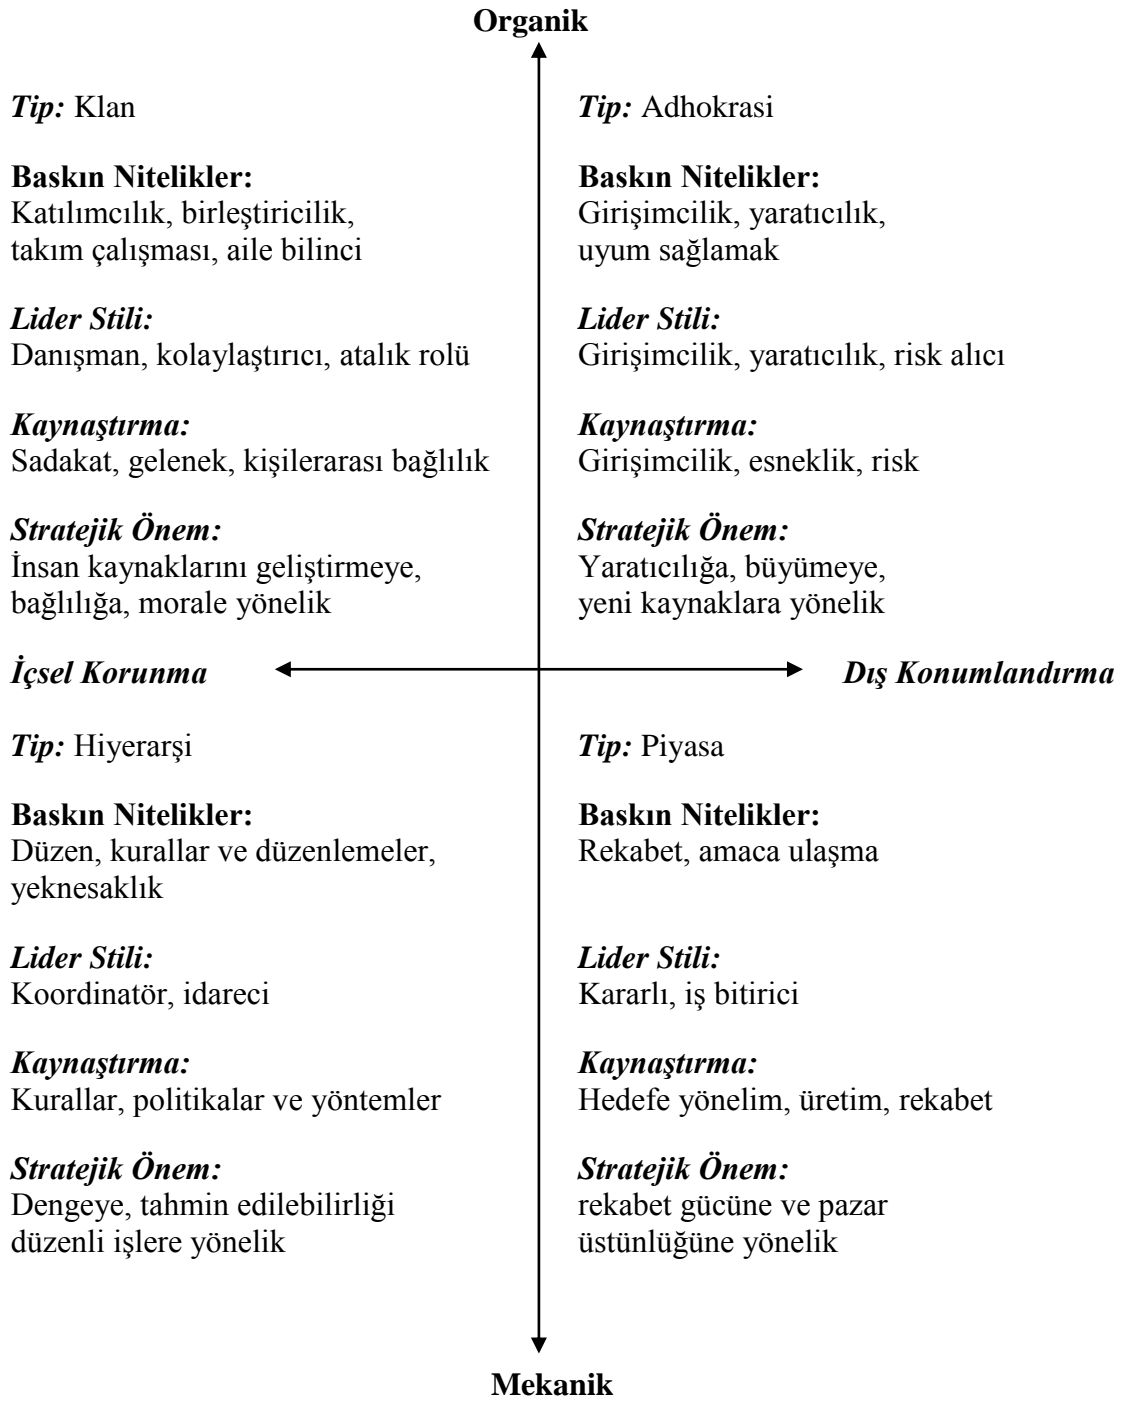 Organik
Tip: Klan
Baskın Nitelikler:
Katılımcılık, birleştiricilik,
takım çalışması, aile bilinci
Lider Stili:
Danışman, kolaylaştırıcı, atalık rolü
Kaynaştırma:
Sadakat, gelenek, kişilerarası bağlılık
Stratejik Önem:
İnsan kaynaklarını geliştirmeye,
bağlılığa, morale yönelik
Tip: Adhokrasi
Baskın Nitelikler:
Girişimcilik, yaratıcılık,
uyum sağlamak
Lider Stili:
Girişimcilik, yaratıcılık, risk alıcı
Kaynaştırma:
Girişimcilik, esneklik, risk
Stratejik Önem:
Yaratıcılığa, büyümeye,
yeni kaynaklara yönelik
İçsel Korunma
Dış Konumlandırma
Tip: Hiyerarşi
Baskın Nitelikler:
Düzen, kurallar ve düzenlemeler,
yeknesaklık
Lider Stili:
Koordinatör, idareci
Kaynaştırma:
Kurallar, politikalar ve yöntemler
Stratejik Önem:
Dengeye, tahmin edilebilirliği
düzenli işlere yönelik
Tip: Piyasa
Baskın Nitelikler:
Rekabet, amaca ulaşma
Lider Stili:
Kararlı, iş bitirici
Kaynaştırma:
Hedefe yönelim, üretim, rekabet
Stratejik Önem:
rekabet gücüne ve pazar
üstünlüğüne yönelik
Mekanik